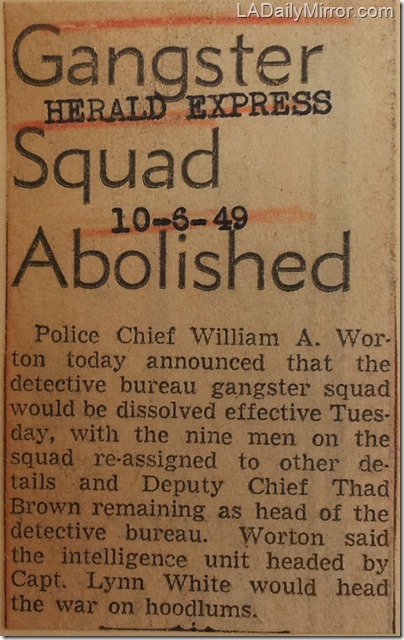 LADailyMirror.com
Gangster
HERALD EXPRESS
Squad
10-6-49
Abolished
Police Chief William A. Wor-
ton today announced that the
detective bureau gangster squad
would be dissolved effective Tues-
day, with the nine men on the
squad re-assigned to other de-
tails and Deputy Chief Thad
Brown remaining as head of the
detective bureau. Worton said
the intelligence unit headed by
Capt. Lynn White would head
the war on hoodlums.